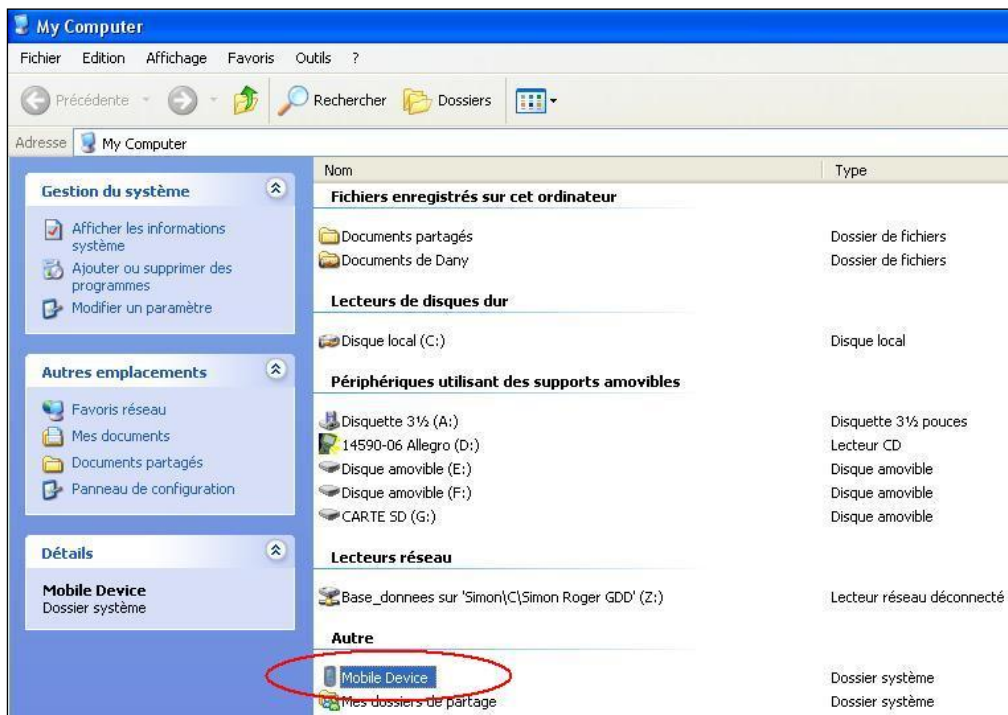 My Computer
Fichier Edition Affichage Favoris Outils ?
Précédente Rechercher Dossiers
Adresse My Computer
Gestion du système
Afficher les informations
système
Ajouter ou supprimer des
programmes
Modifier un paramètre
Autres emplacements
Favoris réseau
Mes documents
Documents partagés
Panneau de configuration
Détails
Mobile Device
Dossier système
Nom Type
Fichiers enregistrés sur cet ordinateur
Documents partagés Dossier de fichiers
Documents de Dany Dossier de fichiers
Lecteurs de disques dur
Disque local (C:) Disque local
Périphériques utilisant des supports amovibles
Disquette 3½ (A:) Disquette 3½ pouces
14590-06 Allegro (D:) Lecteur CD
Disque amovible (E:) Disque amovible
Disque amovible (F:) Disque amovible
CARTE SD (G:) Disque amovible
Lecteurs réseau
Base_donnees sur 'Simon\C\Simon Roger GDD' (Z:) Lecteur réseau déconnecté
Autre
Mobile Device Dossier système
Mes dossiers de partage Dossier système